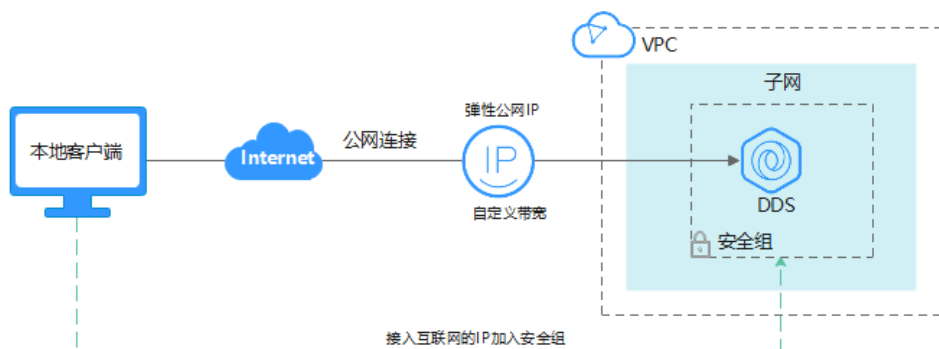 VPC
子网
弹性公网IP
公网连接
本地客户端
Internet
IP
自定义带宽
DDS
安全组
接入互联网的IP加入安全组